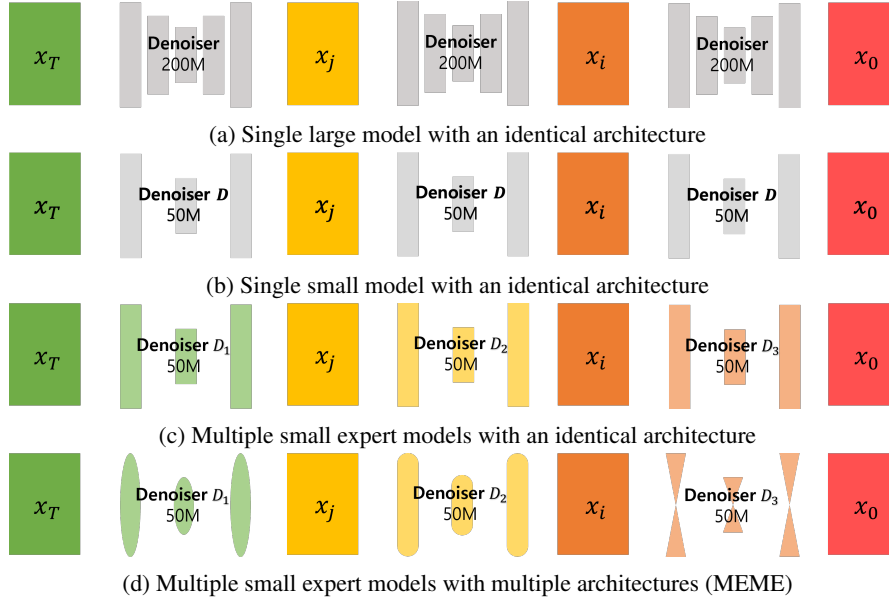 x_T Denoiser 200M x_j Denoiser 200M x_i Denoiser 200M x_0
(a) Single large model with an identical architecture
x_T Denoiser D 50M x_j Denoiser D 50M x_i Denoiser D 50M x_0
(b) Single small model with an identical architecture
x_T Denoiser D_1 50M x_j Denoiser D_2 50M x_i Denoiser D_3 50M x_0
(c) Multiple small expert models with an identical architecture
x_T Denoiser D_1 50M x_j Denoiser D_2 50M x_i Denoiser D_3 50M x_0
(d) Multiple small expert models with multiple architectures (MEME)